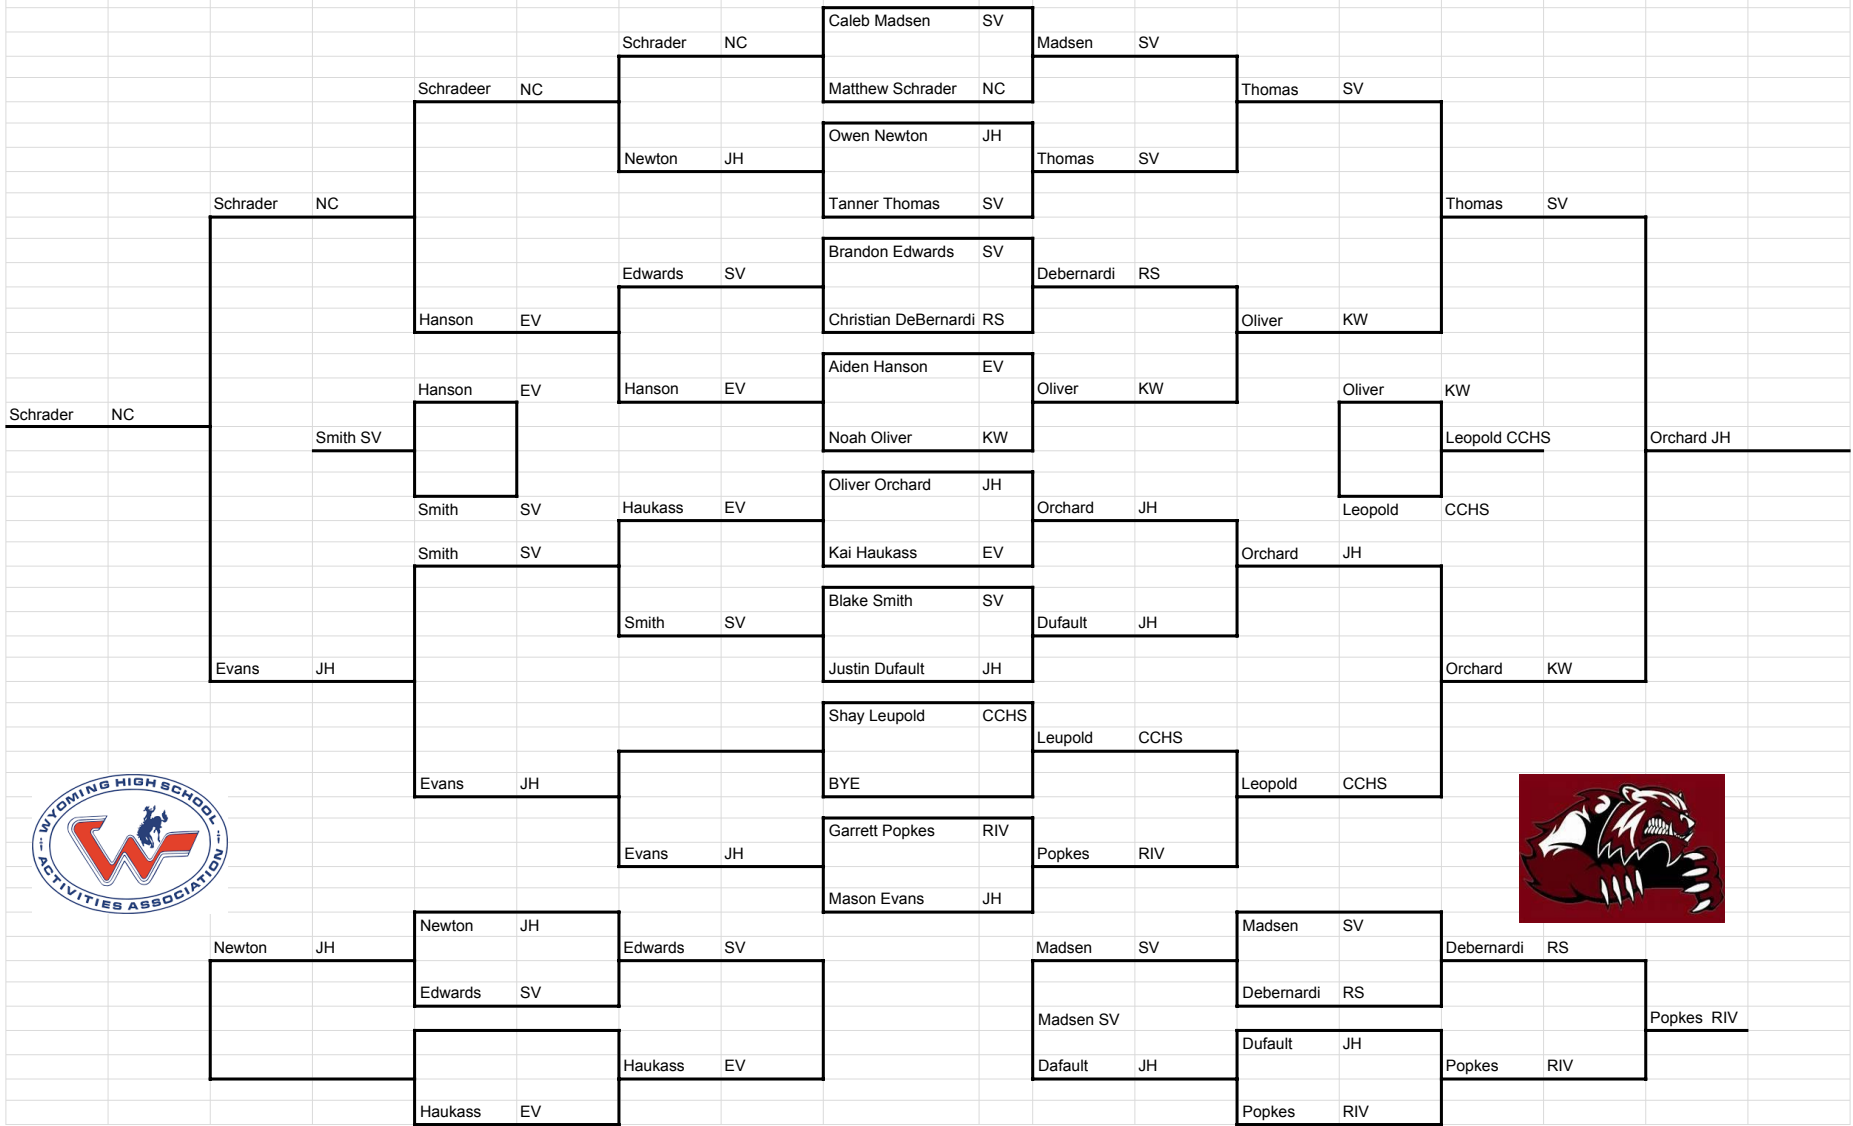 Caleb Madsen SV
Schrader NC Madsen SV
Schradeer NC Matthew Schrader NC Thomas SV
Owen Newton JH
Newton JH Thomas SV
Schrader NC Tanner Thomas SV Thomas SV
Brandon Edwards SV
Edwards SV Debernardi RS
Hanson EV Christian DeBernardi RS Oliver KW
Aiden Hanson EV
Hanson EV Hanson EV Oliver KW Oliver KW
Schrader NC
Smith SV Noah Oliver KW Leopold CCHS Orchard JH
Oliver Orchard JH
Smith SV Haukass EV Orchard JH Leopold CCHS
Smith SV Kai Haukass EV Orchard JH
Blake Smith SV
Smith SV Dufault JH
Evans JH Justin Dufault JH Orchard KW
Shay Leupold CCHS
Leupold CCHS
Evans JH BYE Leopold CCHS
Garrett Popkes RIV
Evans JH Popkes RIV
Mason Evans JH
Newton JH Madsen SV
Newton JH Edwards SV Madsen SV Debernardi RS
Edwards SV Debernardi RS
Madsen SV Popkes RIV
Dufault JH
Haukass EV Dafault JH Popkes RIV
Haukass EV Popkes RIV
WYOMING HIGH SCHOOL
ACTIVITIES ASSOCIATION
W